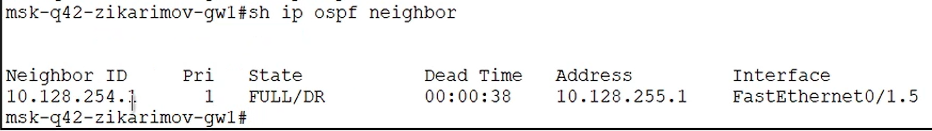 msk-q42-zikarimov-gw1#sh ip ospf neighbor
Neighbor ID     Pri   State           Dead Time   Address         Interface
10.128.254.1      1   FULL/DR         00:00:38    10.128.255.1    FastEthernet0/1.5
msk-q42-zikarimov-gw1#